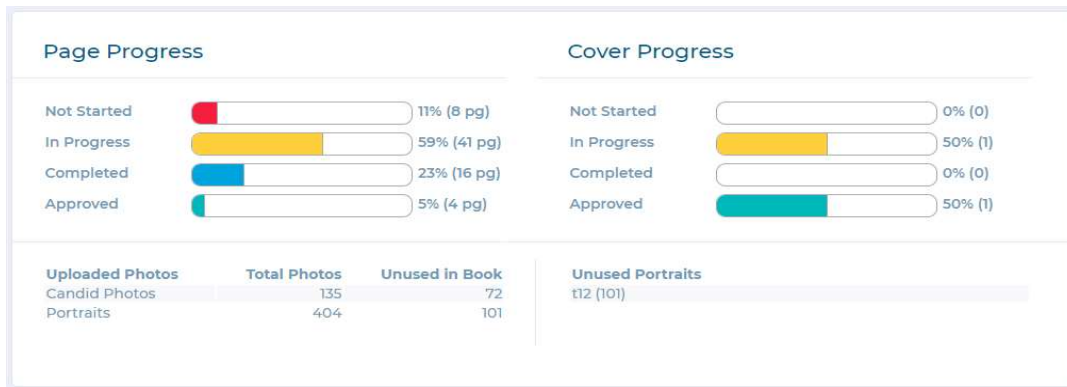 Page Progress
Not Started 11% (8 pg)
In Progress 59% (41 pg)
Completed 23% (16 pg)
Approved 5% (4 pg)
Cover Progress
Not Started 0% (0)
In Progress 50% (1)
Completed 0% (0)
Approved 50% (1)
Uploaded Photos Total Photos Unused in Book
Candid Photos 135 72
Portraits 404 101
Unused Portraits
t12 (101)